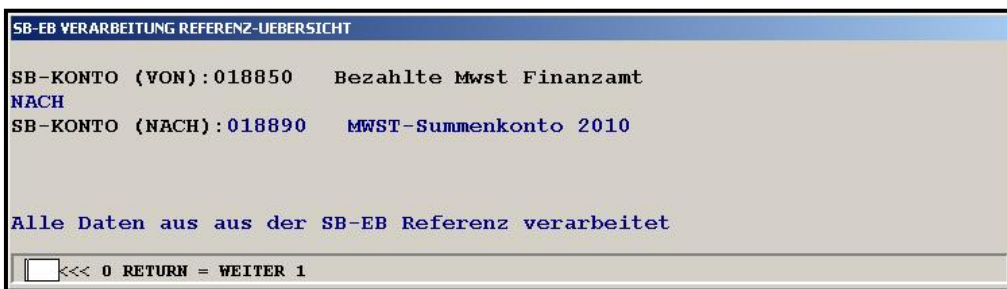 SB-EB VERARBEITUNG REFERENZ-UEBERSICHT
SB-KONTO (VON):018850 Bezahlte Mwst Finanzamt
NACH
SB-KONTO (NACH):018890 MWST-Summenkonto 2010
Alle Daten aus aus der SB-EB Referenz verarbeitet
<<< 0 RETURN = WEITER 1